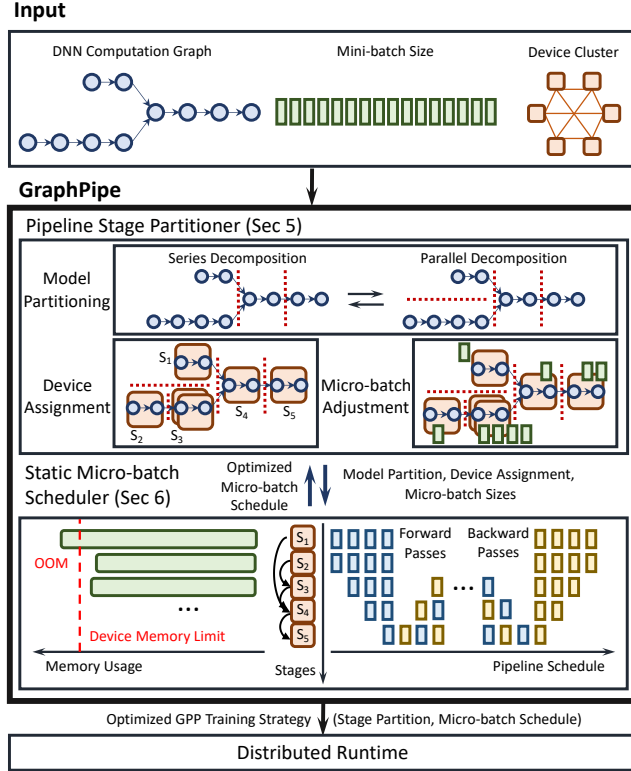 Input
DNN Computation Graph
Mini-batch Size
Device Cluster
GraphPipe
Pipeline Stage Partitioner (Sec 5)
Model
Partitioning
Series Decomposition
Parallel Decomposition
Device
Assignment
S1
S2
S3
S4
S5
Micro-batch
Adjustment
Static Micro-batch
Scheduler (Sec 6)
Optimized
Micro-batch
Schedule
Model Partition, Device Assignment,
Micro-batch Sizes
OOM
...
Device Memory Limit
Memory Usage
S1
S2
S3
S4
S5
Stages
Forward
Passes
Backward
Passes
...
Pipeline Schedule
Optimized GPP Training Strategy
(Stage Partition, Micro-batch Schedule)
Distributed Runtime